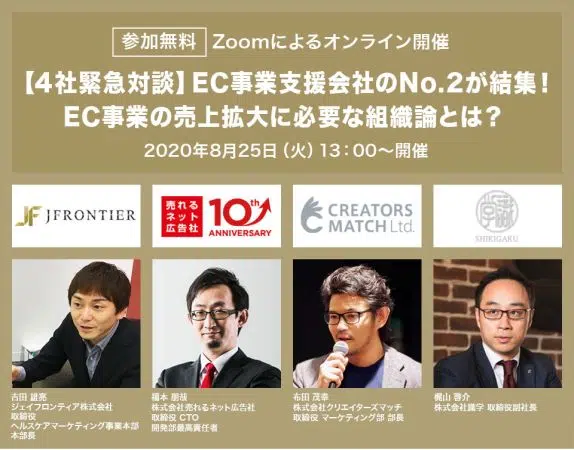 参加無料 Zoomによるオンライン開催
【4社緊急対談】EC事業支援会社のNo.2が結集！
EC事業の売上拡大に必要な組織論とは？
2020年8月25日（火）13：00〜開催
JF JFRONTIER
売れる
ネット
広告社
10th
ANNIVERSARY
CREATORS
MATCH Ltd.
識学
SHIKIGAKU
古田 雄亮
ジェイフロンティア株式会社
取締役
ヘルスケアマーケティング事業本部
本部長
福本 朋哉
株式会社売れるネット広告社
取締役 CTO
開発部最高責任者
布田 茂幸
株式会社クリエイターズマッチ
取締役 マーケティング部 部長
梶山 啓介
株式会社識学 取締役副社長